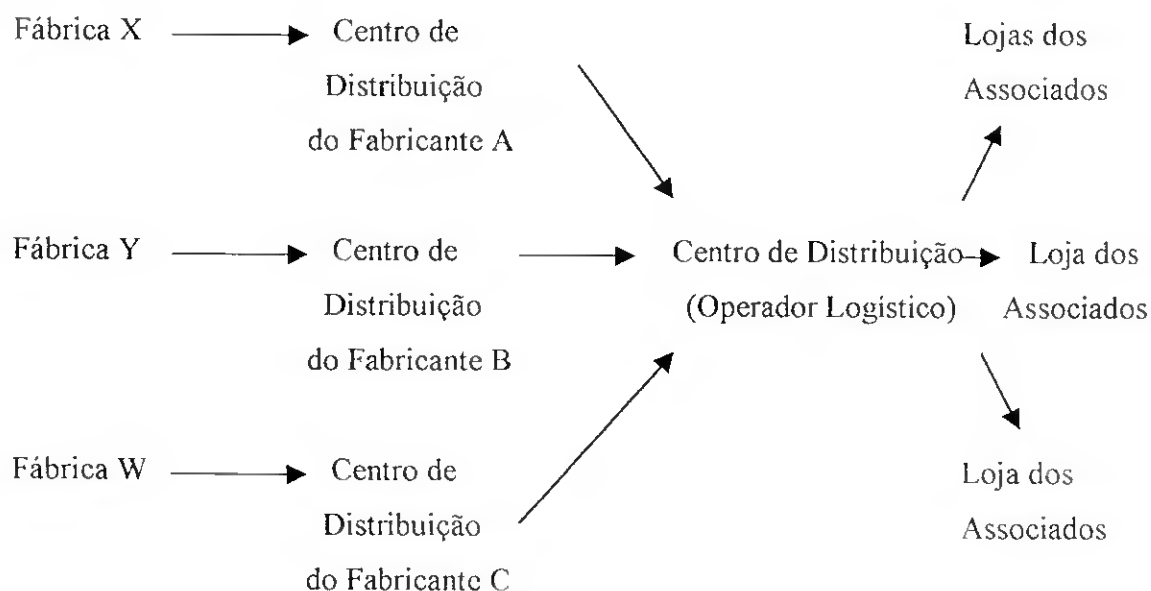 Fábrica X
Centro de
Distribuição
do Fabricante A
Lojas dos
Associados
Fábrica Y
Centro de
Distribuição
do Fabricante B
Centro de Distribuição
(Operador Logístico)
Loja dos
Associados
Fábrica W
Centro de
Distribuição
do Fabricante C
Loja dos
Associados